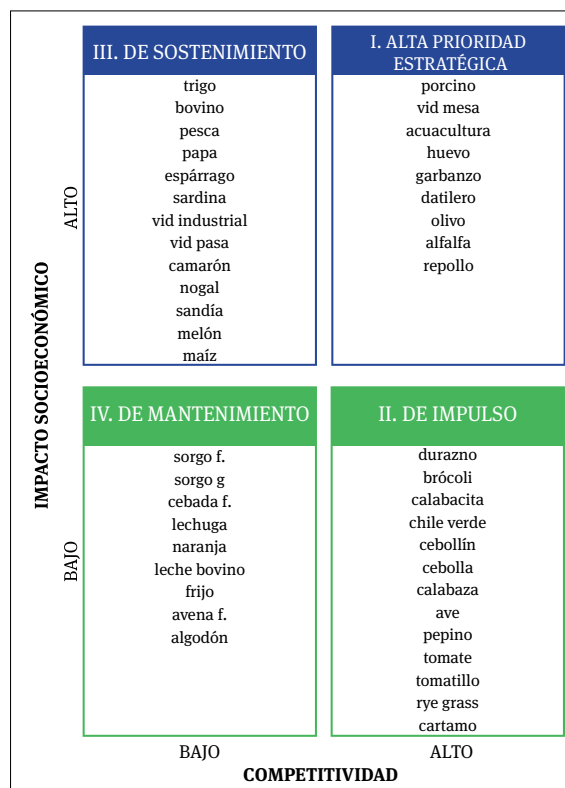 III. DE SOSTENIMIENTO
trigo
bovino
pesca
papa
espárrago
sardina
vid industrial
vid pasa
camarón
nogal
sandía
melón
maíz
I. ALTA PRIORIDAD
ESTRATÉGICA
porcino
vid mesa
acuacultura
huevo
garbanzo
datilero
olivo
alfalfa
repollo
ALTO
IMPACTO SOCIOECONÓMICO
IV. DE MANTENIMIENTO
sorgo f.
sorgo g
cebada f.
lechuga
naranja
leche bovino
frijo
avena f.
algodón
II. DE IMPULSO
durazno
brócoli
calabacita
chile verde
cebollín
cebolla
calabaza
ave
pepino
tomate
tomatillo
rye grass
cartamo
BAJO
BAJO
ALTO
COMPETITIVIDAD